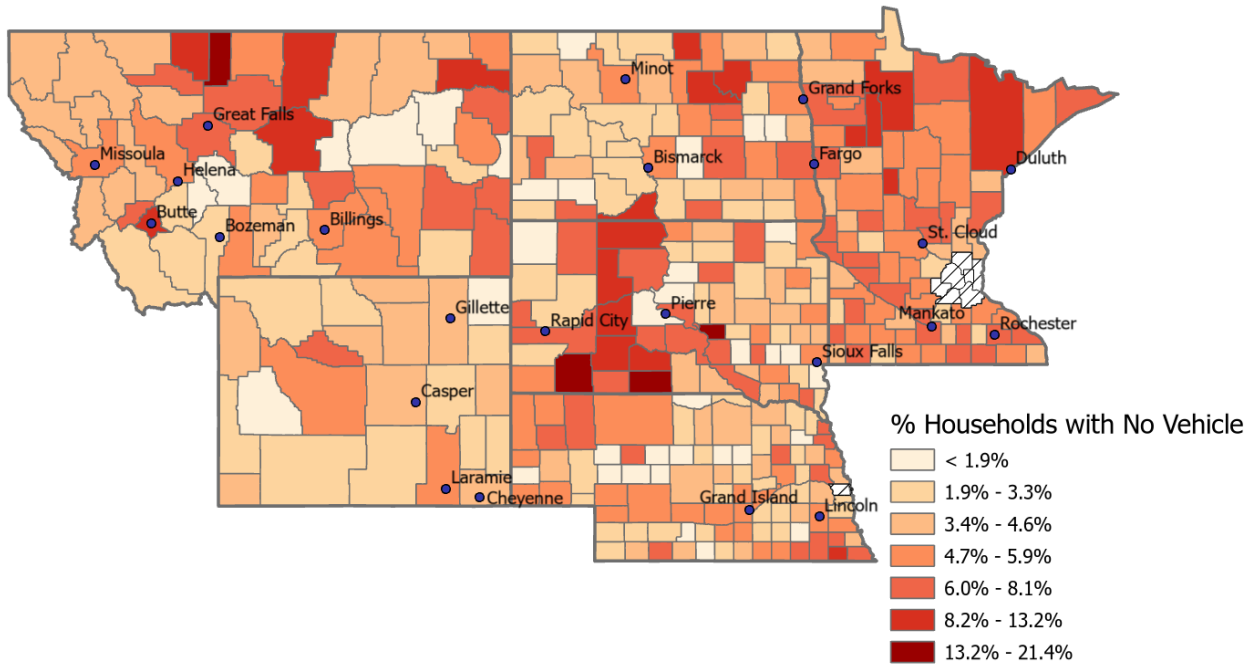 Minot
Grand Forks
Great Falls
Missoula
Helena
Bismarck
Fargo
Duluth
Butte
Bozeman
Billings
St. Cloud
Gillette
Rapid City
Pierre
Mankato
Rochester
Sioux Falls
Casper
% Households with No Vehicle
< 1.9%
1.9% - 3.3%
Laramie
Cheyenne
Grand Island
Lincoln
3.4% - 4.6%
4.7% - 5.9%
6.0% - 8.1%
8.2% - 13.2%
13.2% - 21.4%